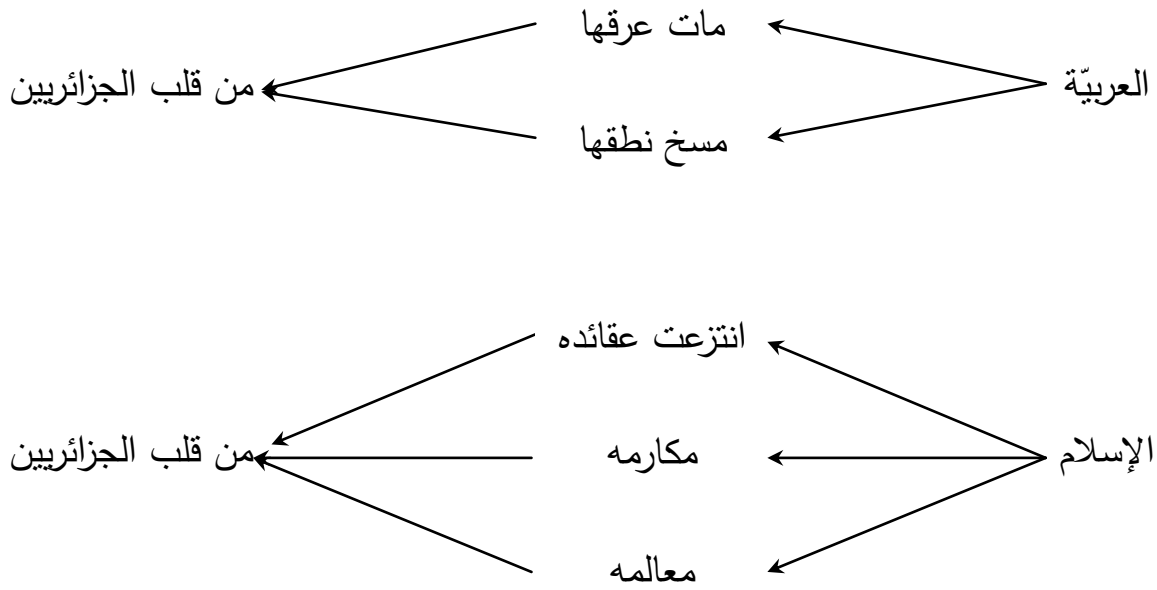 مات عرقها
العربيّة
من قلب الجزائريين
مسخ نطقها
انتزعت عقائده
الإسلام
مكارمه
من قلب الجزائريين
معالمه